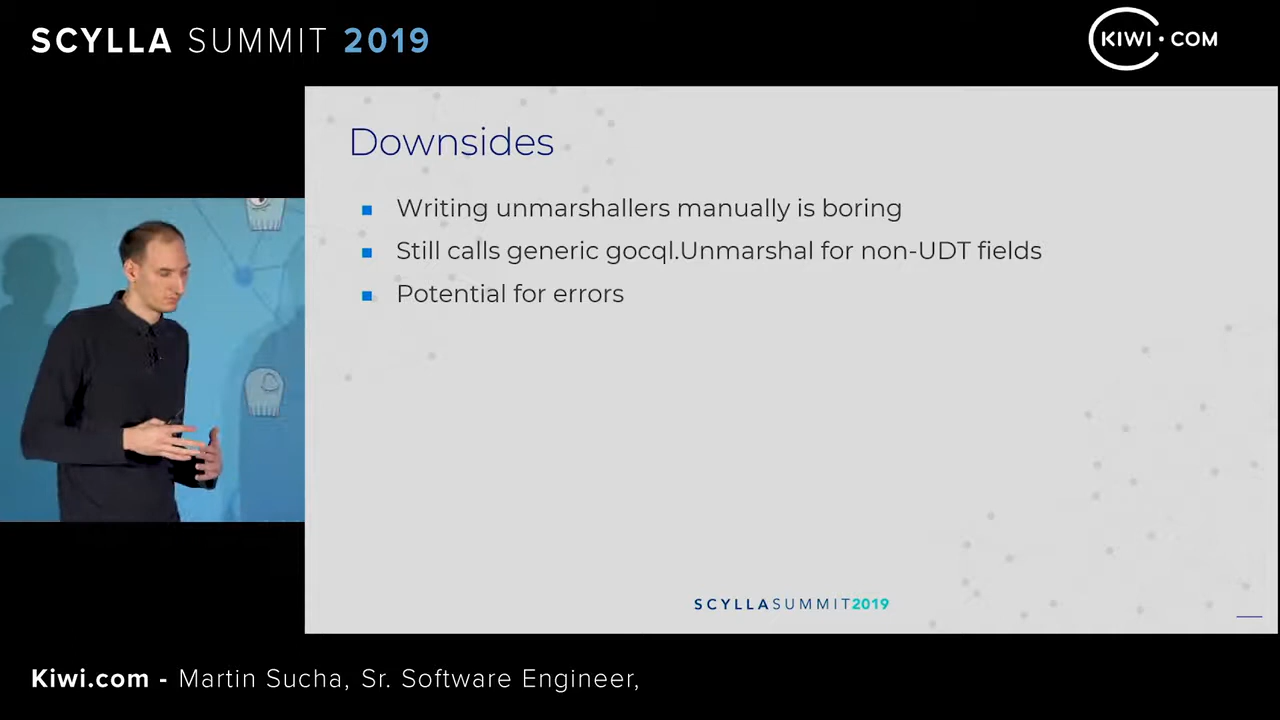 SCYLLA SUMMIT 2019
KIWI.COM
Downsides
Writing unmarshallers manually is boring
Still calls generic gocql.Unmarshal for non-UDT fields
Potential for errors
SCYLLASUMMIT2019
Kiwi.com - Martin Sucha, Sr. Software Engineer,